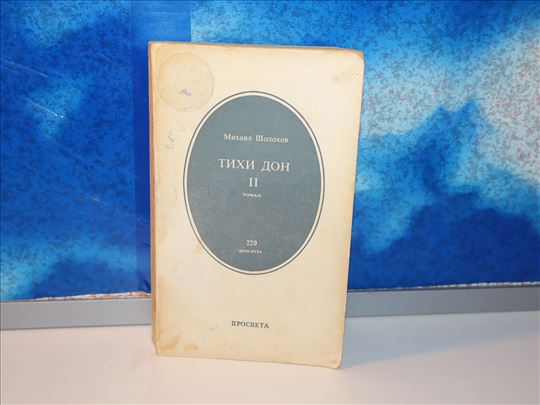 Михаил Шолохов
ТИХИ ДОН
II
РОМАН
229
ПРОСВЕТА